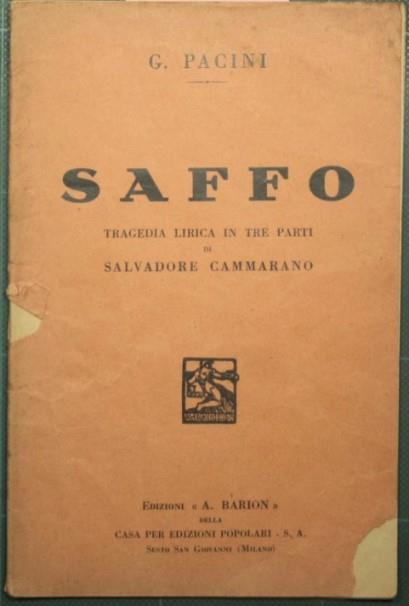 G. PACINI
SAFFO
TRAGEDIA LIRICA IN TRE PARTI
DI
SALVADORE CAMMARANO
A. BARION
EDIZIONI « A. BARION »
DELLA
CASA PER EDIZIONI POPOLARI - S. A.
SESTO SAN GIOVANNI (MILANO)